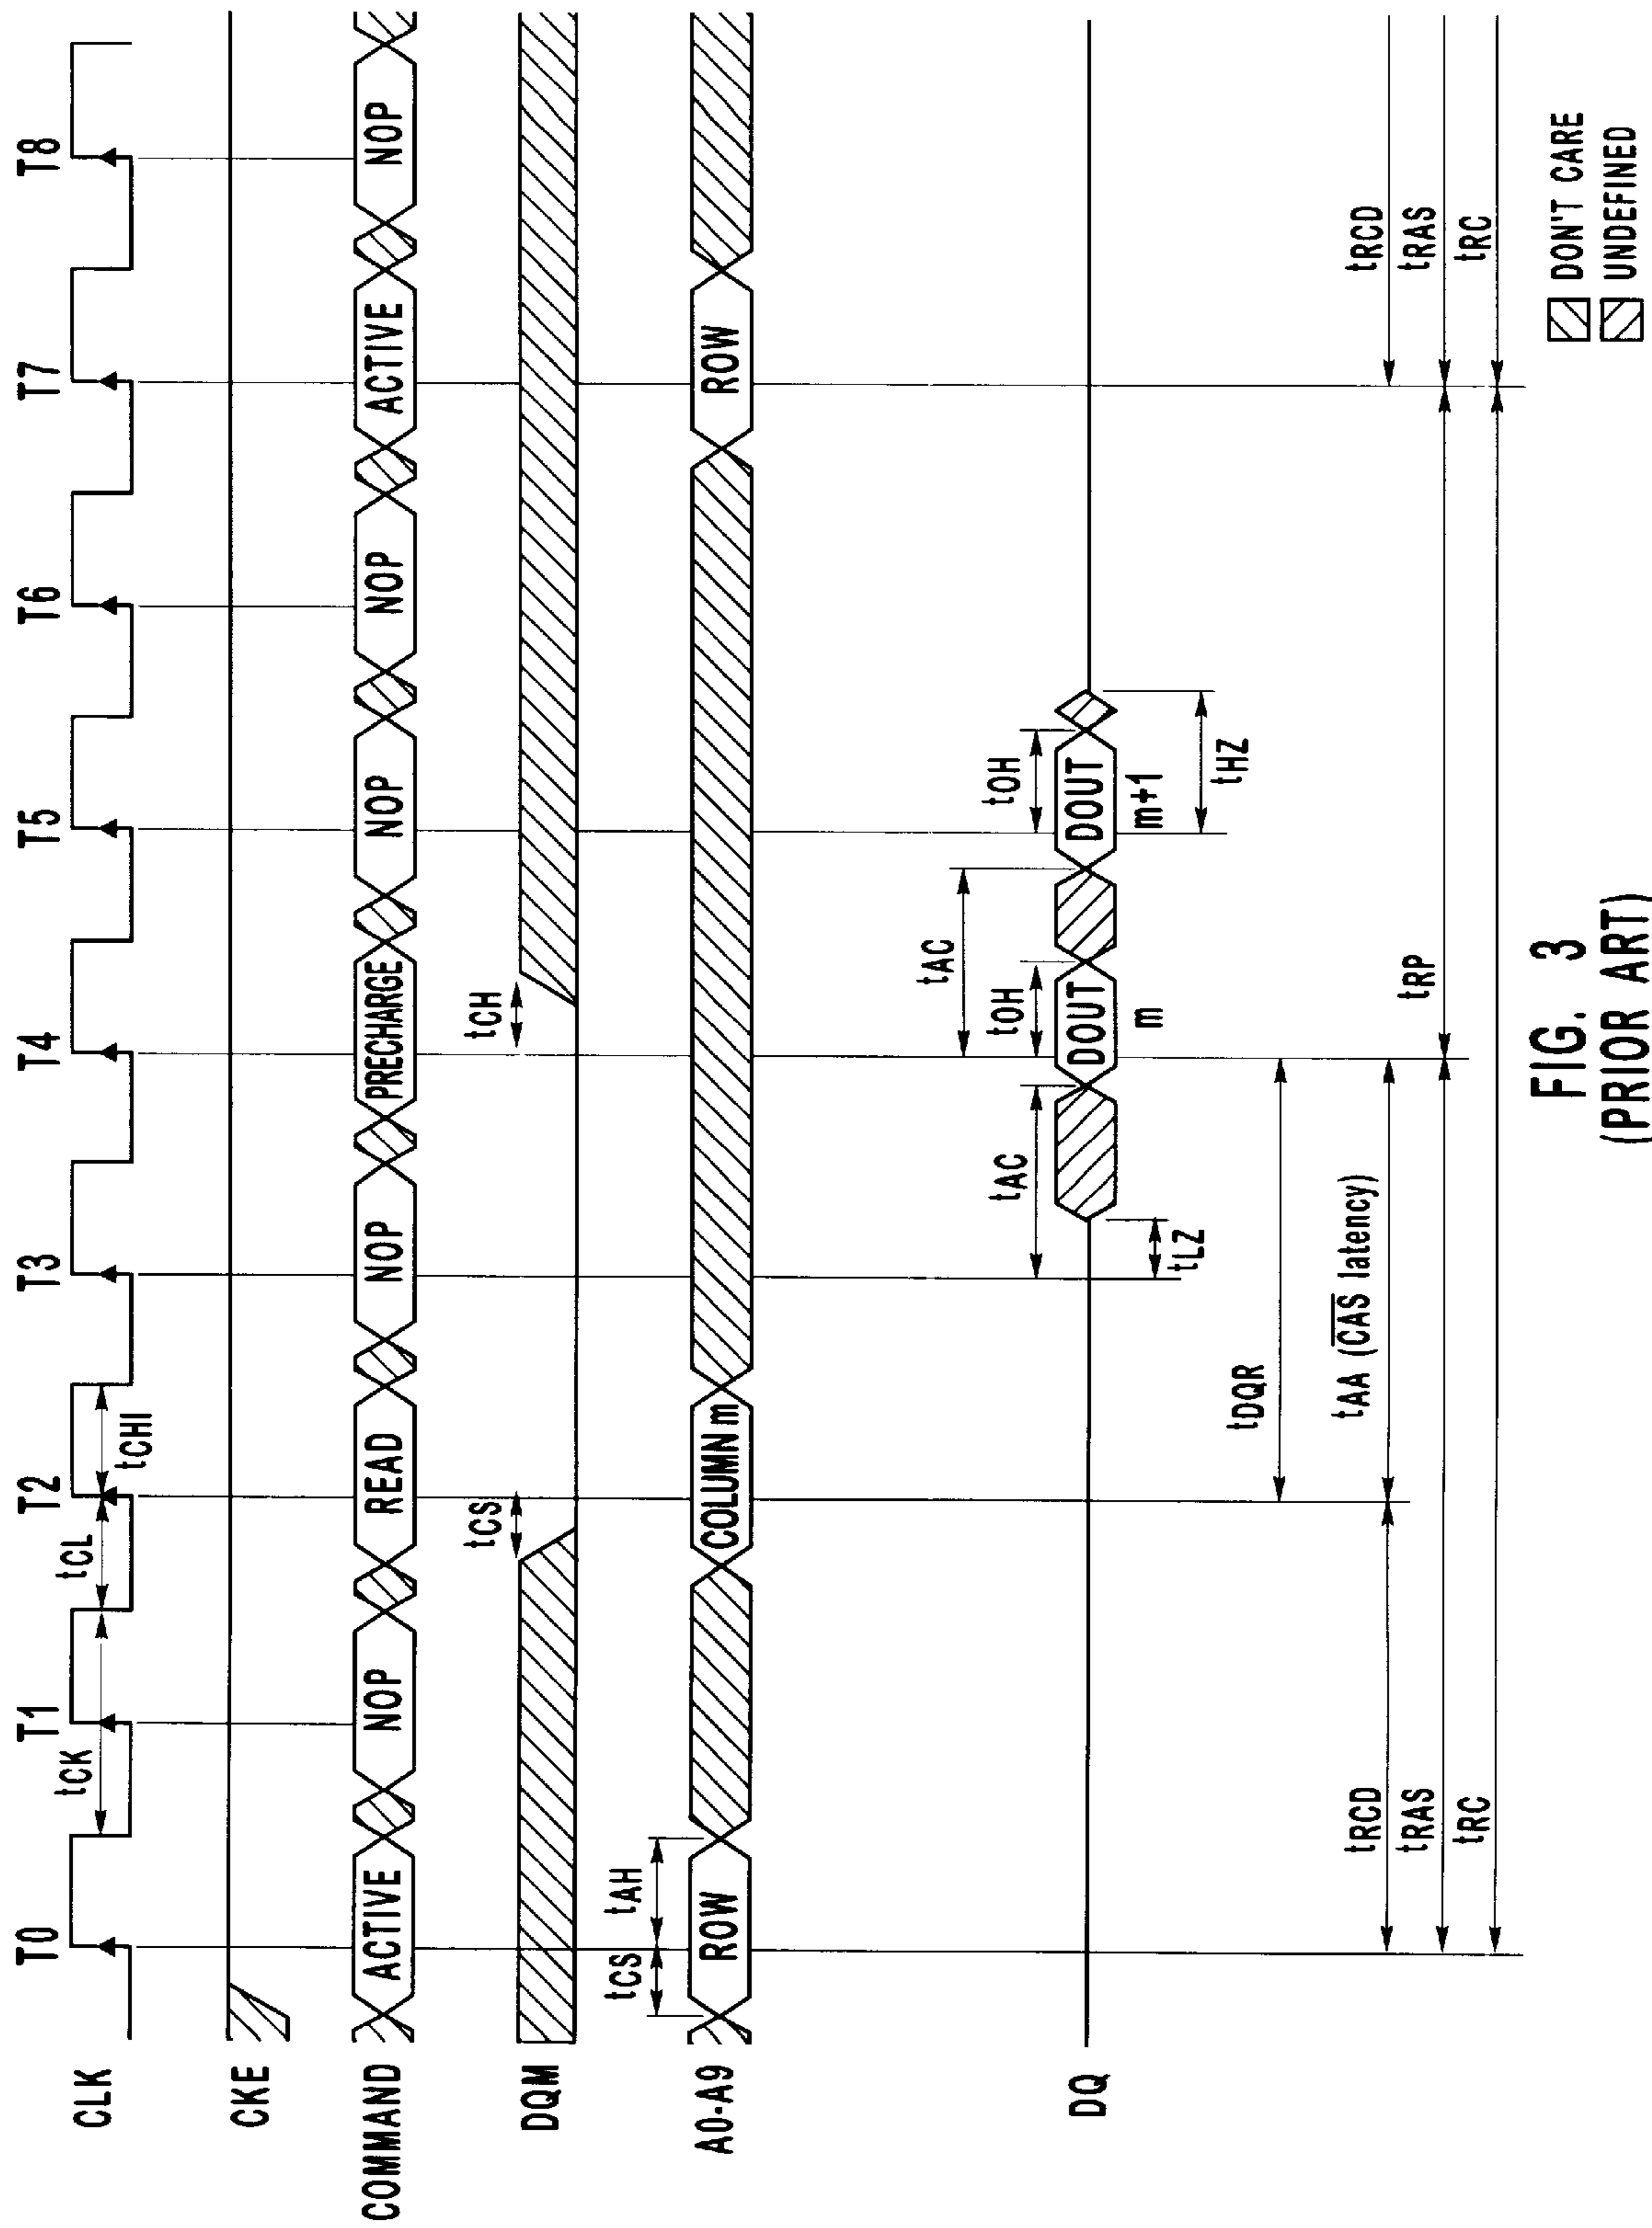 T0 T1 T2 T3 T4 T5 T6 T7 T8
tCK tCL tCHI
CLK
CKE
COMMAND ACTIVE NOP READ NOP PRECHARGE NOP NOP ACTIVE NOP
tCS tCH
DQM
tCS tAH
A0-A9 ROW COLUMN m ROW
tAC tOH tAC tOH
DQ DOUT m DOUT m+1
tLZ tHZ
tDQR
tRCD tAA (CAS latency) tRCD
tRAS tRP tRAS
tRC tRC
FIG. 3
(PRIOR ART)
DON'T CARE
UNDEFINED